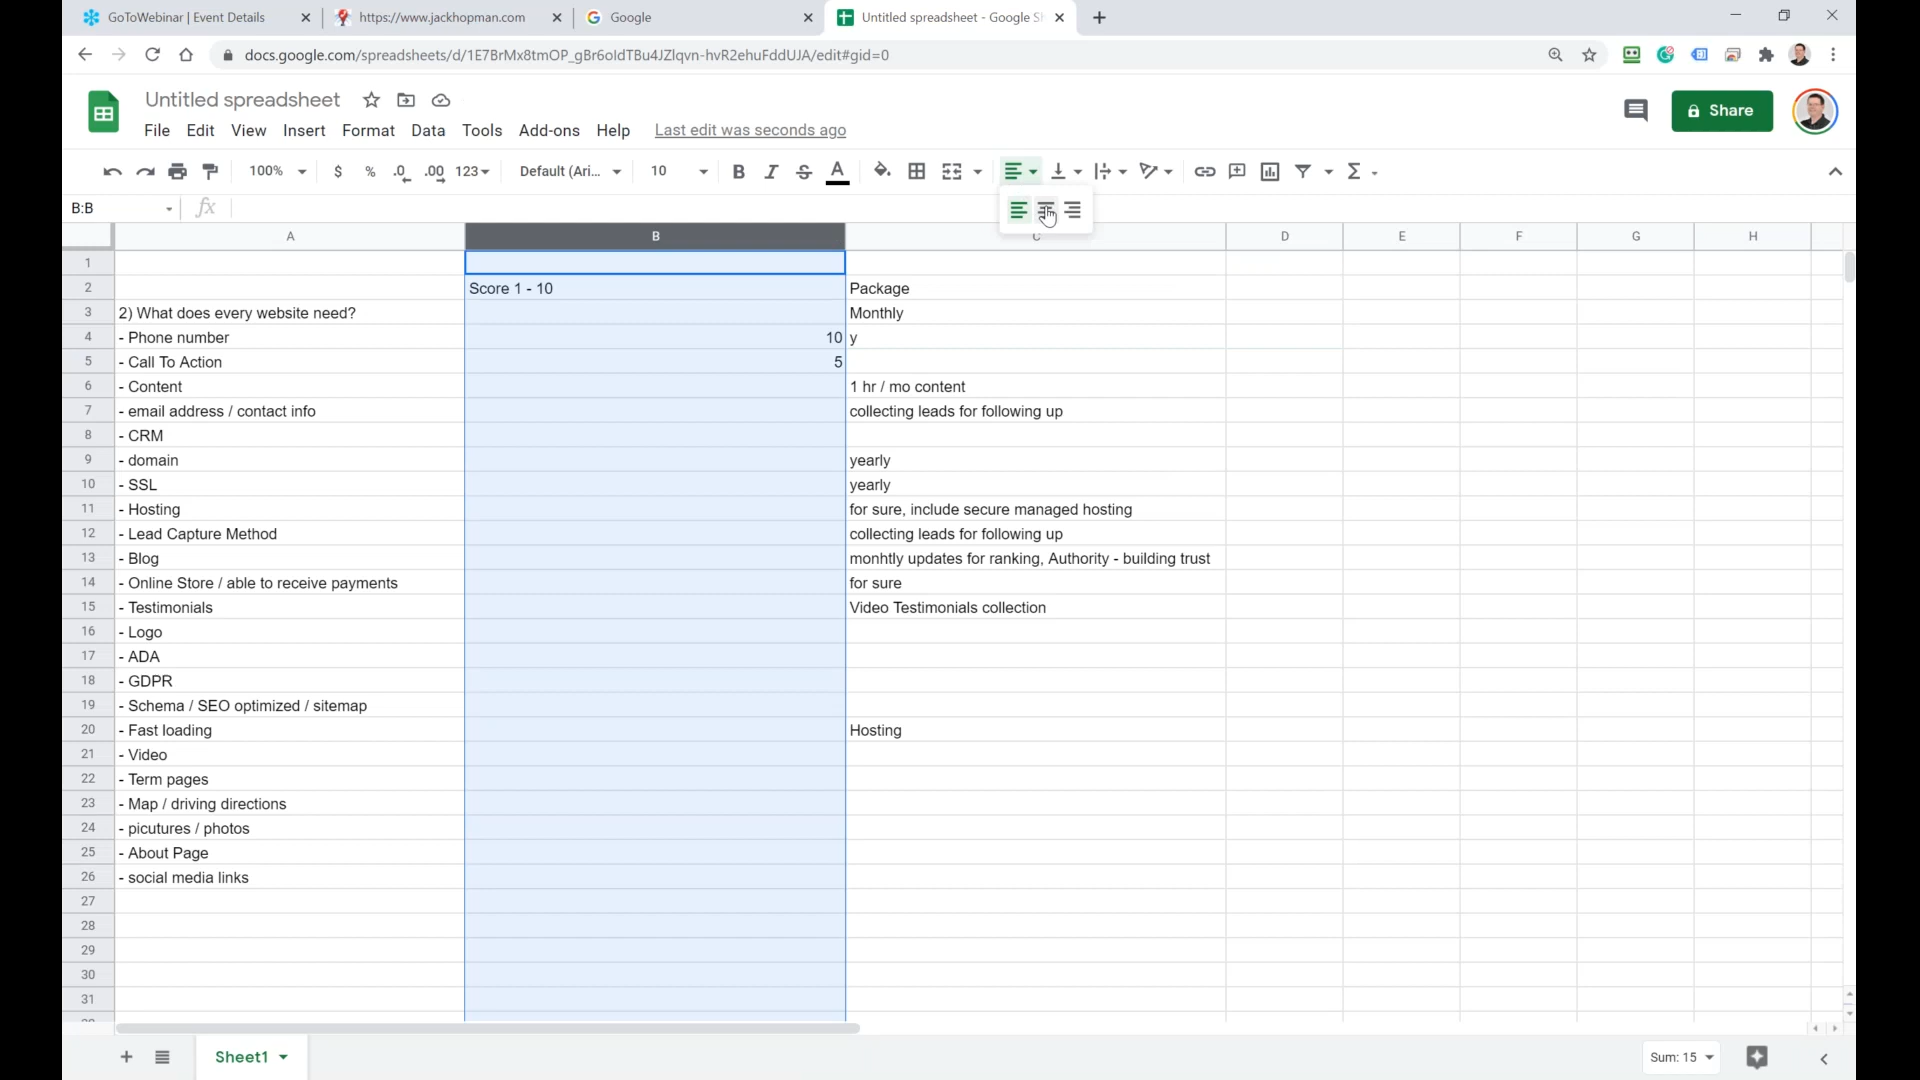 GoToWebinar | Event Details
https://www.jackhopman.com
Google
Untitled spreadsheet - Google Sh
docs.google.com/spreadsheets/d/1E7BrMx8tmOP_gBr6oIdTBu4JZlqvn-hvR2ehuFddUJA/edit#gid=0
Untitled spreadsheet
Share
File Edit View Insert Format Data Tools Add-ons Help Last edit was seconds ago
100% $ % .0 .00 123 Default (Ari... 10 B I S A Σ
B:B fx
A B C D E F G H
1
2 Score 1 - 10 Package
3 2) What does every website need? Monthly
4 - Phone number 10 y
5 - Call To Action 5
6 - Content 1 hr / mo content
7 - email address / contact info collecting leads for following up
8 - CRM
9 - domain yearly
10 - SSL yearly
11 - Hosting for sure, include secure managed hosting
12 - Lead Capture Method collecting leads for following up
13 - Blog monhtly updates for ranking, Authority - building trust
14 - Online Store / able to receive payments for sure
15 - Testimonials Video Testimonials collection
16 - Logo
17 - ADA
18 - GDPR
19 - Schema / SEO optimized / sitemap
20 - Fast loading Hosting
21 - Video
22 - Term pages
23 - Map / driving directions
24 - picutures / photos
25 - About Page
26 - social media links
27
28
29
30
31
Sheet1 Sum: 15